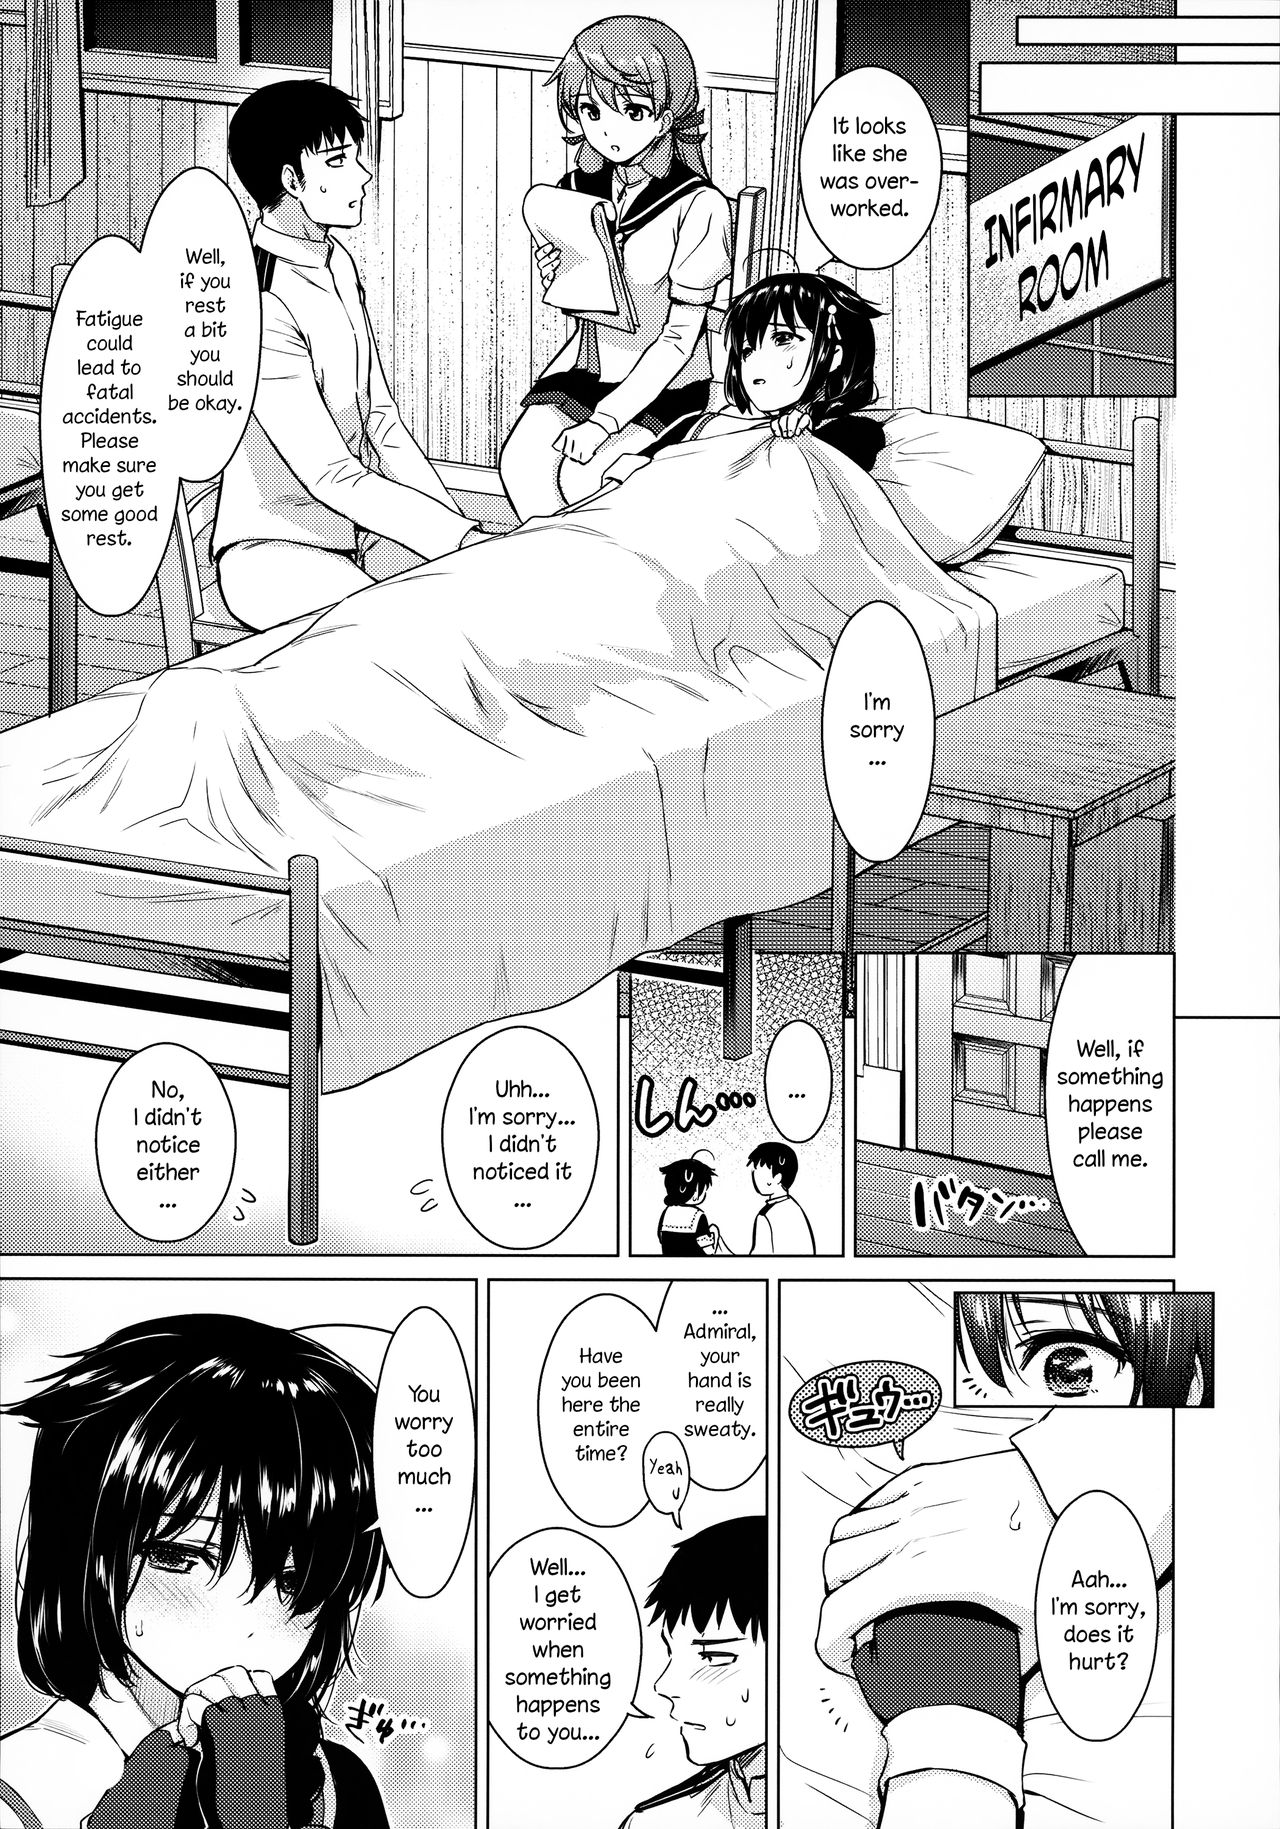 INFIRMARY
ROOM
It looks
like she
was over-
worked.
Well,
if you
rest
a bit
you
should
be okay.
Fatigue
could
lead to
fatal
accidents.
Please
make sure
you get
some good
rest.
I'm
sorry
...
Well, if
something
happens
please
call me.
バタン...
...
しん...
Uhh...
I'm sorry...
I didn't
noticed it
...
No,
I didn't
notice
either
...
ギュウ...
Aah...
I'm sorry,
does it
hurt?
...
Admiral,
your
hand is
really
sweaty.
Have
you been
here the
entire
time?
Yeah
Well...
I get
worried
when
something
happens
to you...
You
worry
too
much
...
ぎゅ...